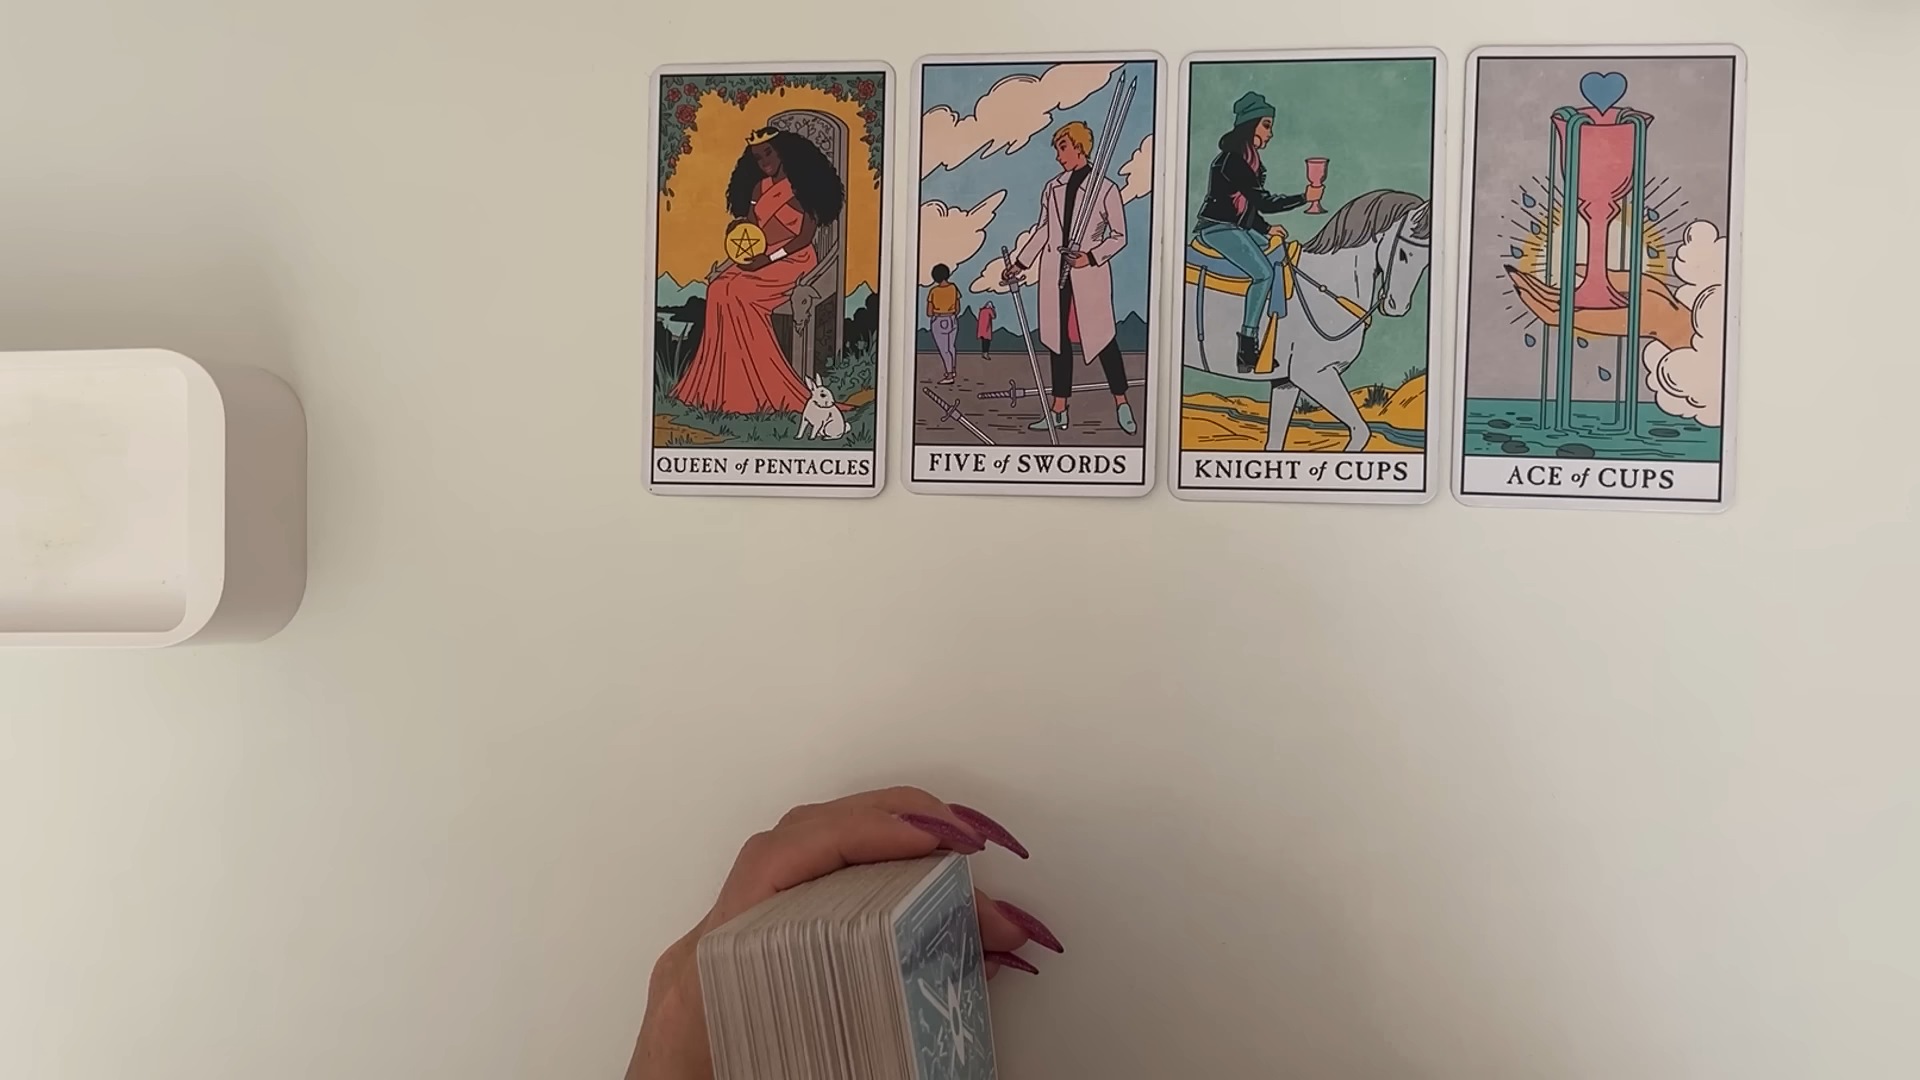 QUEEN of PENTACLES
FIVE of SWORDS
KNIGHT of CUPS
ACE of CUPS